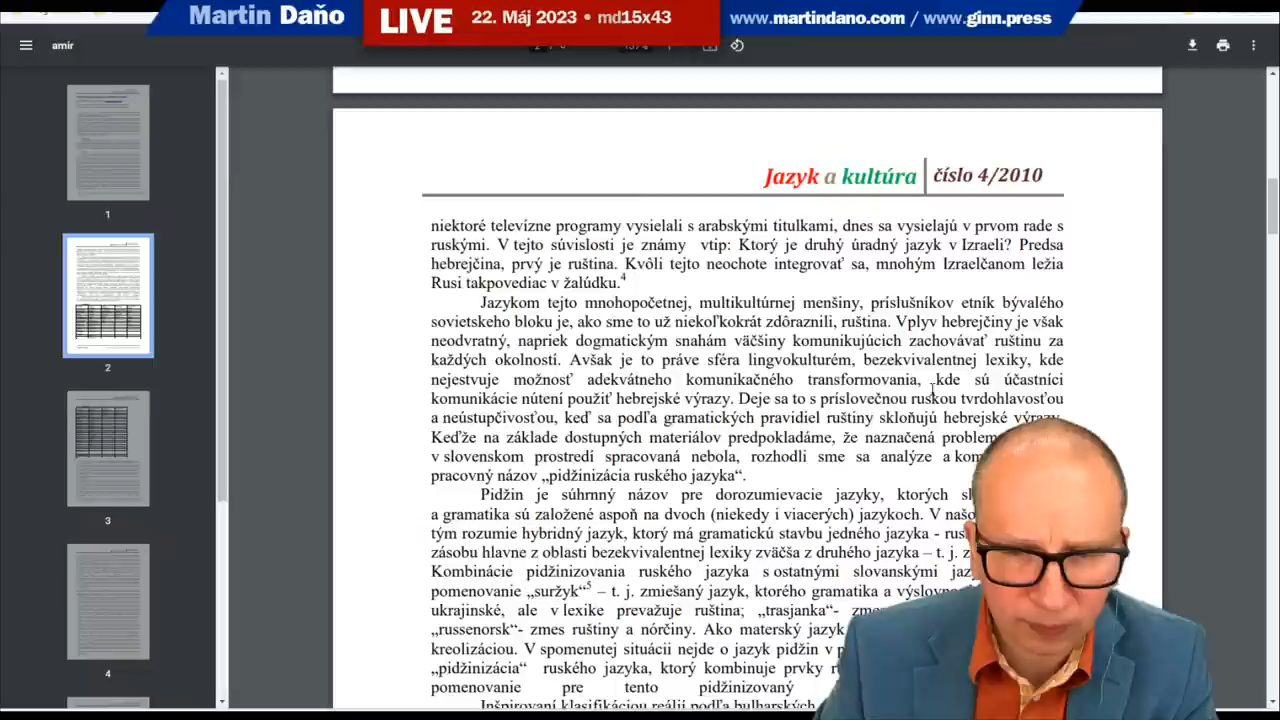 Martin Daňo
LIVE
22. Máj 2023 • md15x43
www.martindano.com / www.ginn.press
amir
1
2
3
4
Jazyk a kultúra
číslo 4/2010
niektoré televízne programy vysielali s arabskými titulkami, dnes sa vysielajú v prvom rade s
ruskými. V tejto súvislosti je známy vtip: Ktorý je druhý úradný jazyk v Izraeli? Predsa
hebrejčina, prvý je ruština. Kvôli tejto neochote integrovať sa, mnohým Izraelčanom ležia
Rusi takpovediac v žalúdku.4
Jazykom tejto mnohopočetnej, multikultúrnej menšiny, príslušníkov etník bývalého
sovietskeho bloku je, ako sme to už niekoľkokrát zdôraznili, ruština. Vplyv hebrejčiny je však
neodvratný, napriek dogmatickým snahám väčšiny komunikujúcich zachovávať ruštinu za
každých okolností. Avšak je to práve sféra lingvokulturém, bezekvivalentnej lexiky, kde
nejestvuje možnosť adekvátneho komunikačného transformovania, kde sú účastníci
komunikácie nútení použiť hebrejské výrazy. Deje sa to s príslovečnou ruskou tvrdohlavosťou
a neústupčivosťou, keď sa podľa gramatických pravidiel ruštiny skloňujú hebrejské výrazy.
Keďže na základe dostupných materiálov predpokladáme, že naznačená
v slovenskom prostredí spracovaná nebola, rozhodli sme sa analýze a
pracovný názov „pidžinizácia ruského jazyka“.
Pidžin je súhrnný názov pre dorozumievacie jazyky, ktorých
a gramatika sú založené aspoň na dvoch (niekedy i viacerých) jazykoch. V
tým rozumie hybridný jazyk, ktorý má gramatickú stavbu jedného jazyka -
zásobu hlavne z oblasti bezekvivalentnej lexiky zväčša z druhého jazyka – t. j.
Kombinácie pidžinizovania ruského jazyka s ostatnými slovanskými
pomenovanie „suržyk“5 – t. j. zmiešaný jazyk, ktorého gramatika a
ukrajinské, ale v lexike prevažuje ruština; „trasjanka“-
„russenorsk“- zmes ruštiny a nórčiny. Ako materský jazyk
kreolizáciou. V spomenutej situácii nejde o jazyk pidžin v
„pidžinizácia“ ruského jazyka, ktorý kombinuje prvky
pomenovanie pre tento pidžinizovaný
Inšpirovaní klasifikáciou reálií podľa bulharských